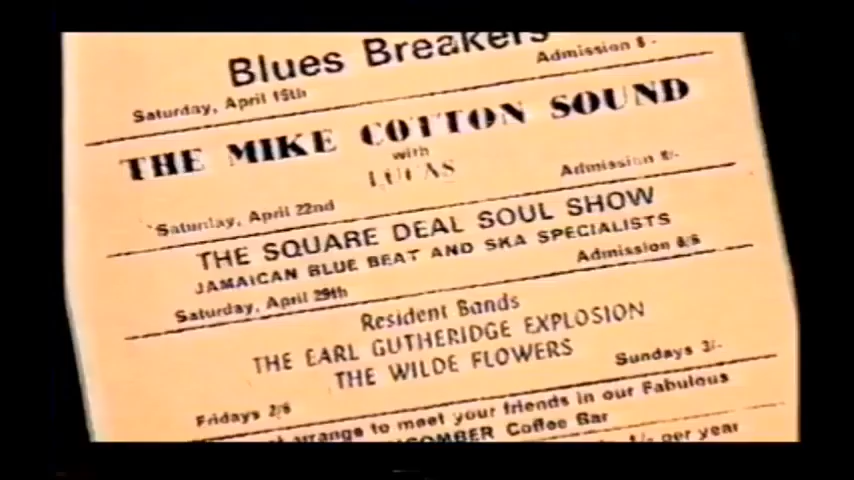 Blues Breakers
Admission 8 -
Saturday, April 15th
THE MIKE COTTON SOUND
with
LUCAS
Admission 8/-
Saturday, April 22nd
THE SQUARE DEAL SOUL SHOW
JAMAICAN BLUE BEAT AND SKA SPECIALISTS
Admission 6/6
Saturday, April 29th
Resident Bands
THE EARL GUTHERIDGE EXPLOSION
THE WILDE FLOWERS
Fridays 2/6 Sundays 3/-
arrange to meet your friends in our Fabulous
Coffee Bar
1/- per year